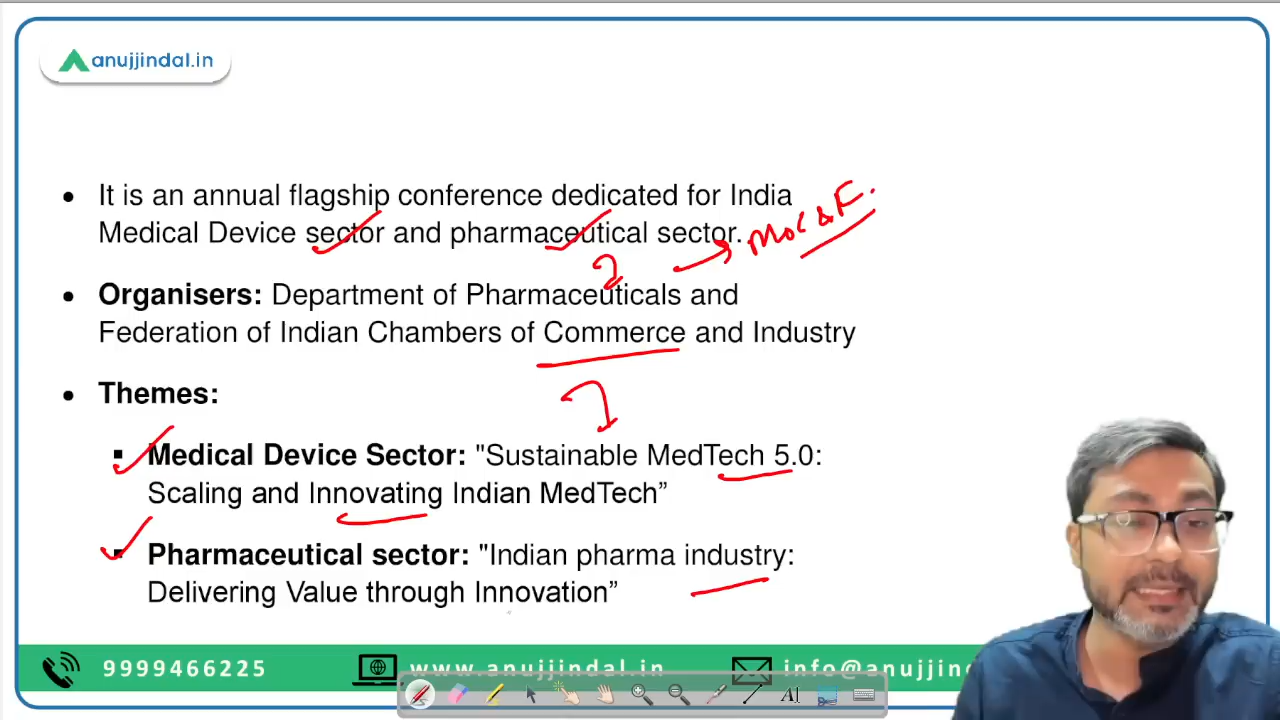 anujjindal.in
It is an annual flagship conference dedicated for India
Medical Device sector and pharmaceutical sector.
MoC&F.
2
Organisers: Department of Pharmaceuticals and
Federation of Indian Chambers of Commerce and Industry
Themes:
Medical Device Sector: "Sustainable MedTech 5.0:
Scaling and Innovating Indian MedTech”
Pharmaceutical sector: "Indian pharma industry:
Delivering Value through Innovation”
9999466225
www.anujjindal.in
info@anujjin